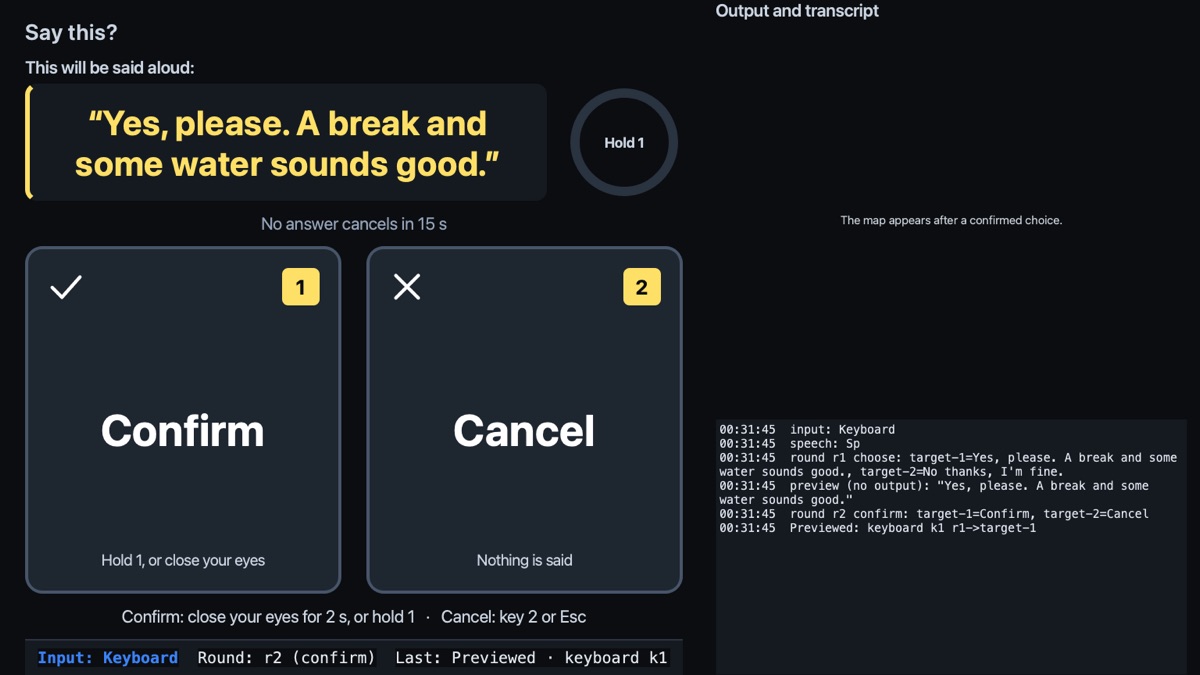 Say this?
This will be said aloud:
“Yes, please. A break and
some water sounds good.”
Hold 1
No answer cancels in 15 s
1
Confirm
Hold 1, or close your eyes
2
Cancel
Nothing is said
Confirm: close your eyes for 2 s, or hold 1 · Cancel: key 2 or Esc
Input: Keyboard Round: r2 (confirm) Last: Previewed · keyboard k1
Output and transcript
The map appears after a confirmed choice.
00:31:45 input: Keyboard
00:31:45 speech: Sp
00:31:45 round r1 choose: target-1=Yes, please. A break and some
water sounds good., target-2=No thanks, I'm fine.
00:31:45 preview (no output): "Yes, please. A break and some
water sounds good."
00:31:45 round r2 confirm: target-1=Confirm, target-2=Cancel
00:31:45 Previewed: keyboard k1 r1->target-1